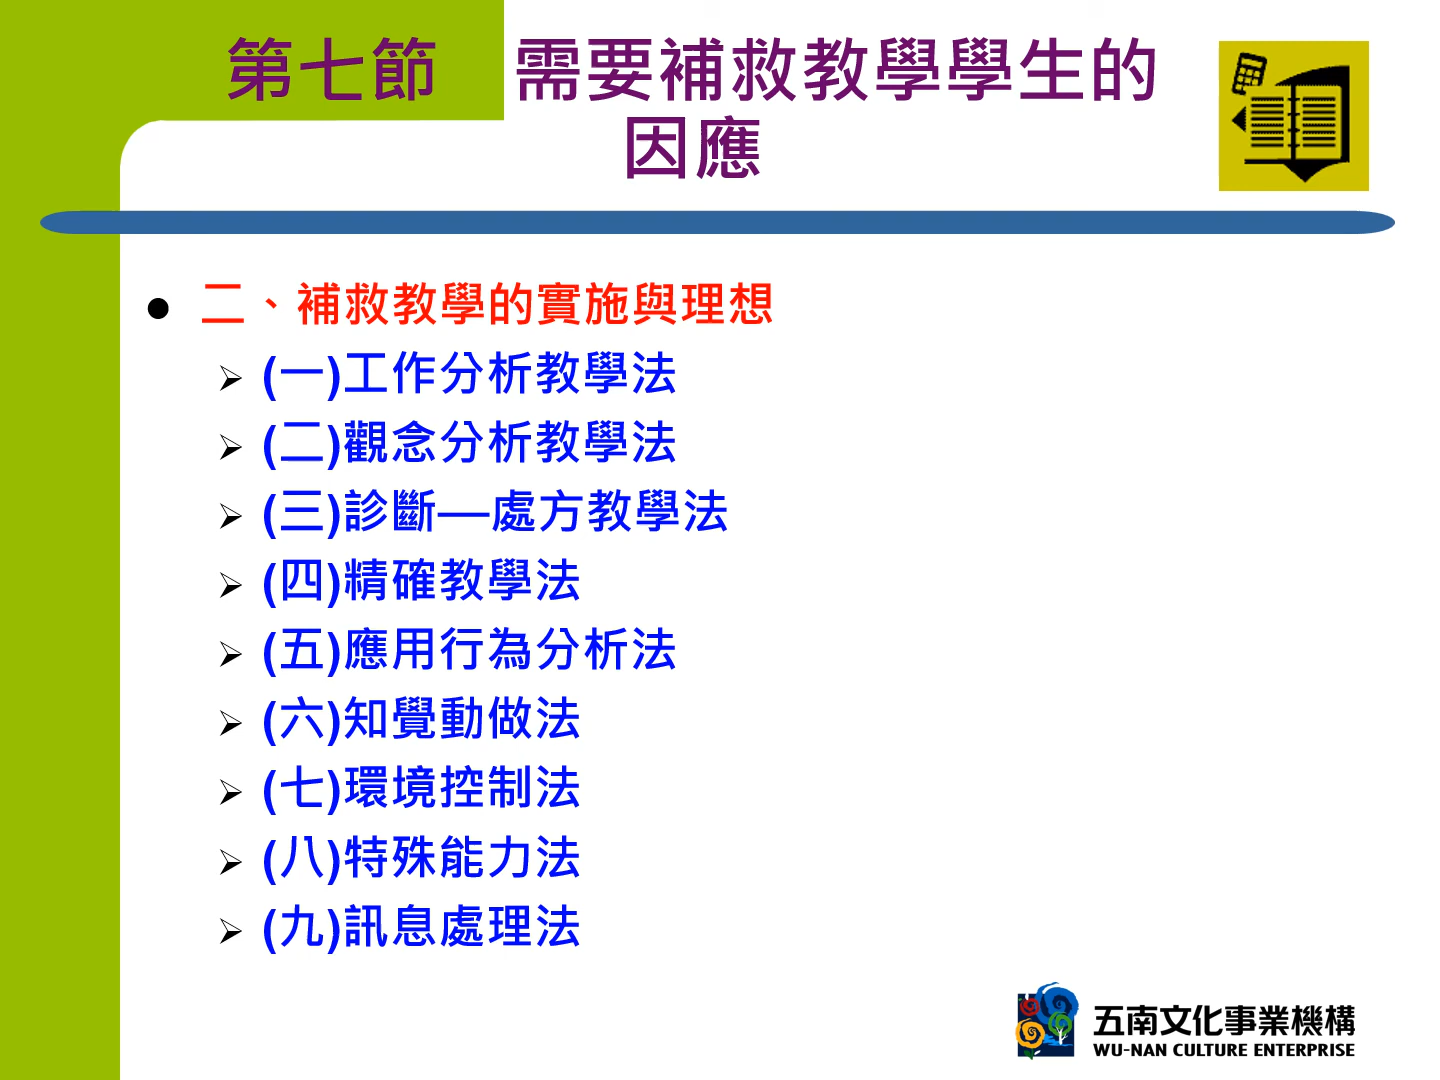 第七節　需要補救教學學生的
因應
二、補救教學的實施與理想
(一)工作分析教學法
(二)觀念分析教學法
(三)診斷──處方教學法
(四)精確教學法
(五)應用行為分析法
(六)知覺動做法
(七)環境控制法
(八)特殊能力法
(九)訊息處理法
五南文化事業機構
WU-NAN CULTURE ENTERPRISE